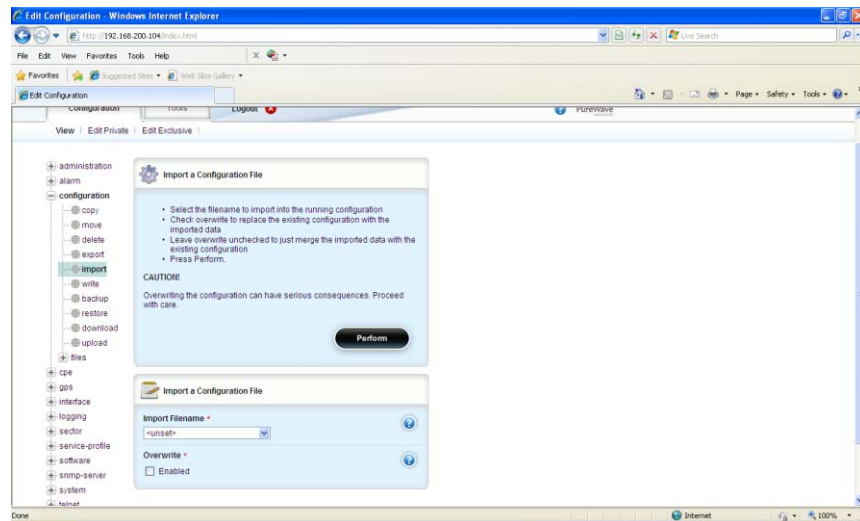 Edit Configuration - Windows Internet Explorer
http://192.168.200.104/index.html
Live Search
File Edit View Favorites Tools Help
Favorites Suggested Sites Web Slice Gallery
Edit Configuration
Page Safety Tools
Configuration Tools Logout PureWave
View Edit Private Edit Exclusive
administration
alarm
configuration
copy
move
delete
export
import
write
backup
restore
download
upload
files
cpe
gps
interface
logging
sector
service-profile
software
snmp-server
system
telnet
Import a Configuration File
• Select the filename to import into the running configuration
• Check overwrite to replace the existing configuration with the
imported data
• Leave overwrite unchecked to just merge the imported data with the
existing configuration
• Press Perform.
CAUTION!
Overwriting the configuration can have serious consequences. Proceed
with care.
Perform
Import a Configuration File
Import Filename *
<unset>
Overwrite *
Enabled
Done
Internet
100%